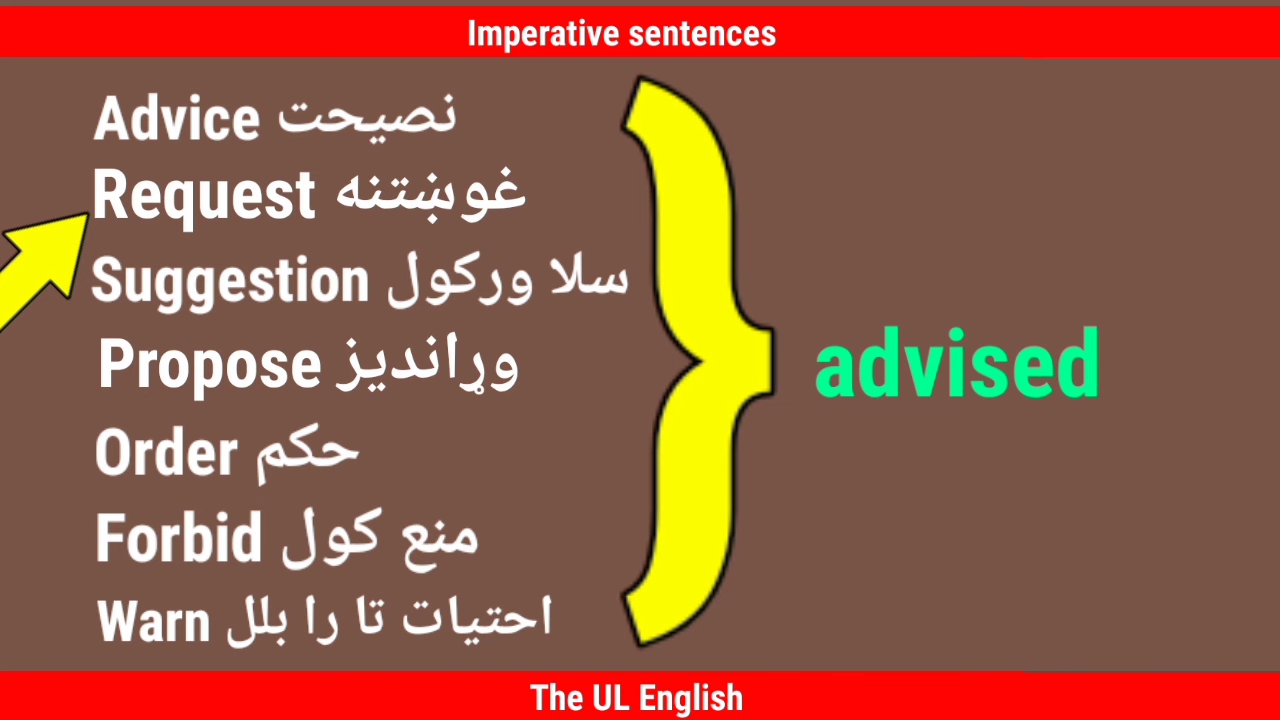 Imperative sentences
Advice نصیحت
Request غوښتنه
Suggestion سلا ورکول
Propose وړاندیز
Order حکم
Forbid منع کول
Warn احتیات تا را بلل
advised
The UL English